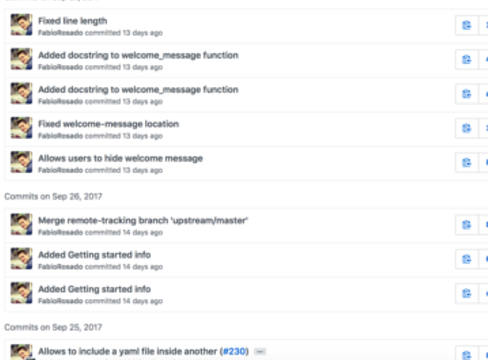 Fixed line length
FabioRosado committed 13 days ago
Added docstring to welcome_message function
FabioRosado committed 13 days ago
Added docstring to welcome_message function
FabioRosado committed 13 days ago
Fixed welcome-message location
FabioRosado committed 13 days ago
Allows users to hide welcome message
FabioRosado committed 13 days ago
Commits on Sep 26, 2017
Merge remote-tracking branch 'upstream/master'
FabioRosado committed 14 days ago
Added Getting started info
FabioRosado committed 14 days ago
Added Getting started info
FabioRosado committed 14 days ago
Commits on Sep 25, 2017
Allows to include a yaml file inside another (#230)